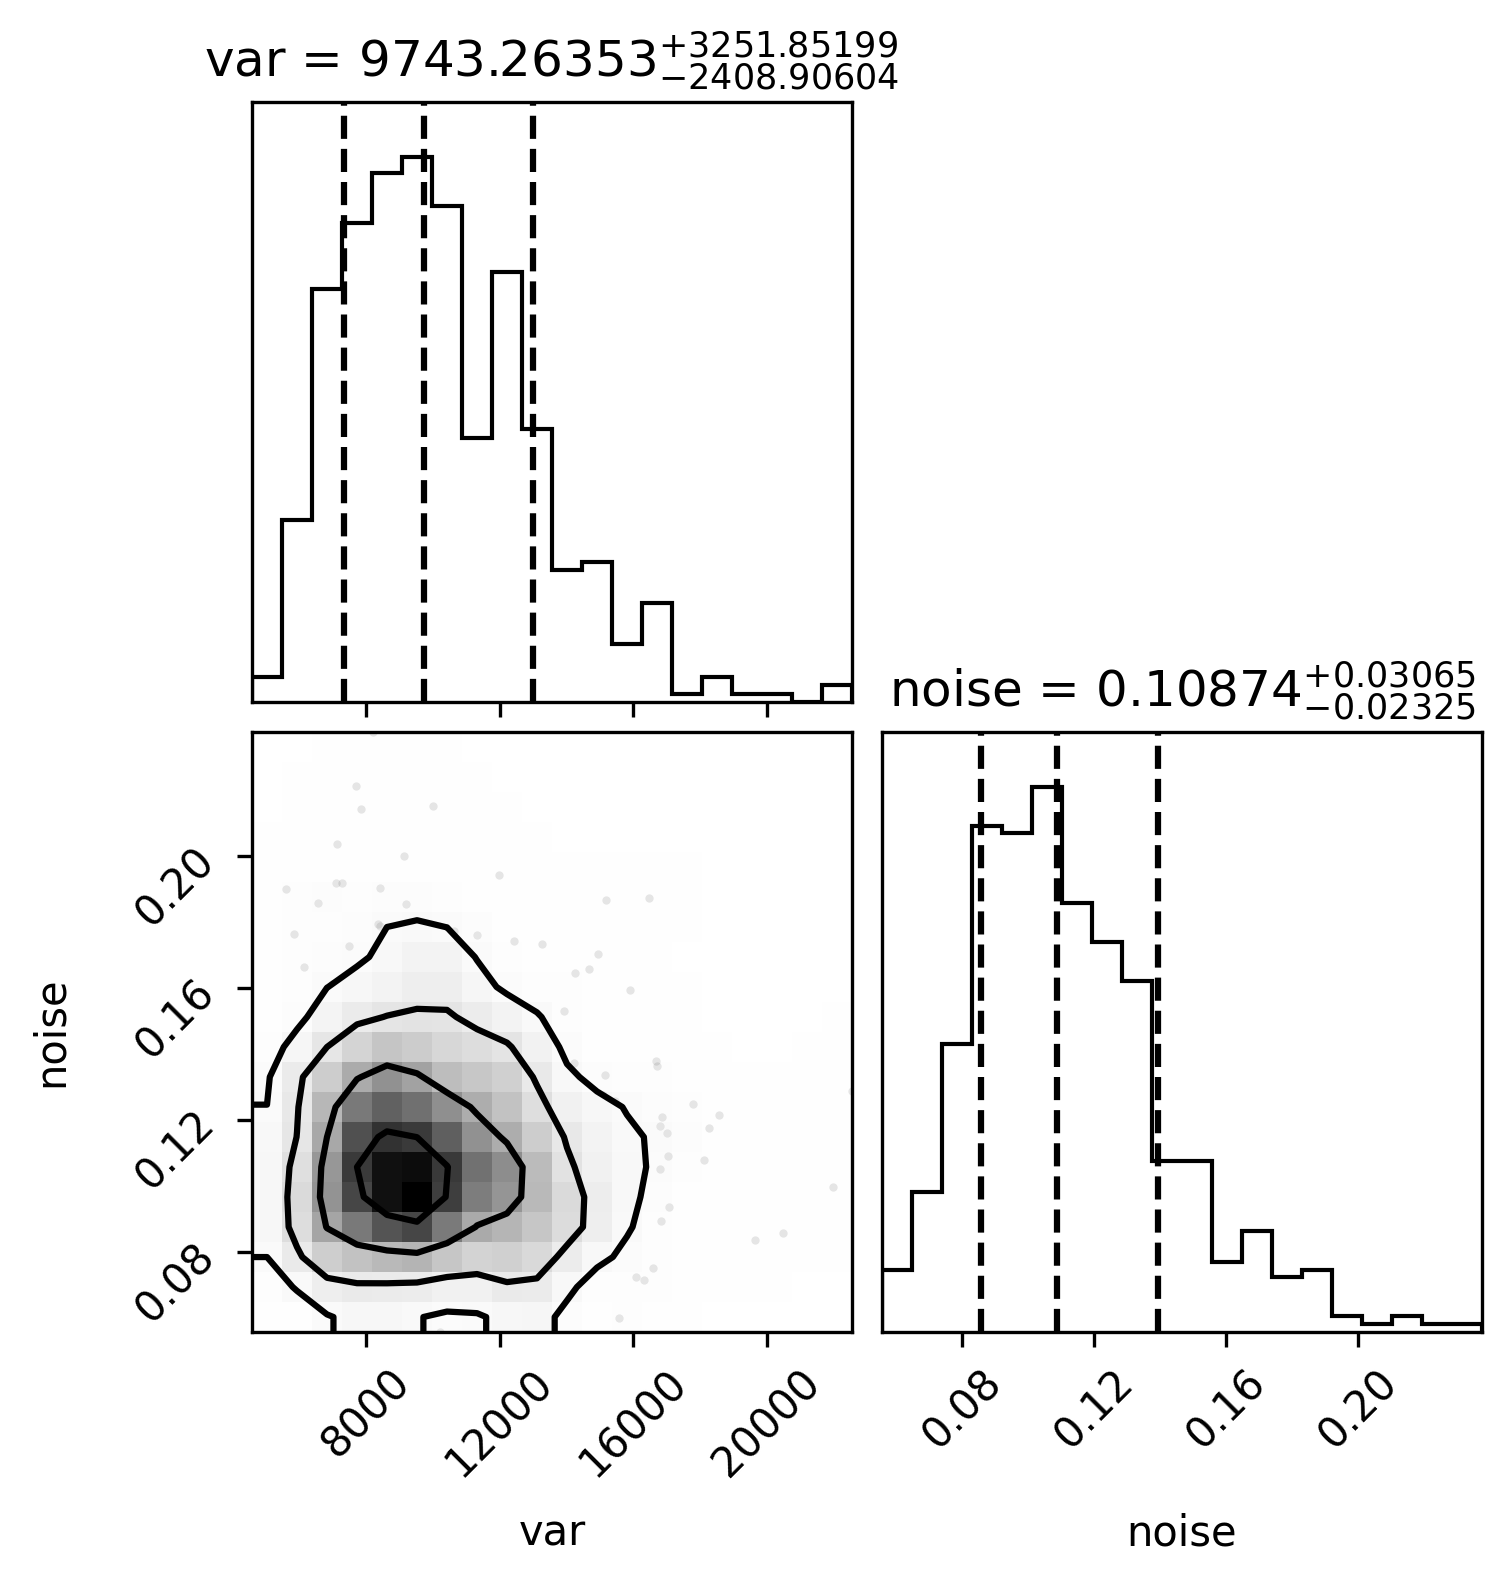 var = 9743.26353+3251.85199−2408.90604
noise = 0.10874+0.03065−0.02325
0.20
0.16
noise
0.12
0.08
8000 12000 16000 20000
0.08 0.12 0.16 0.20
var
noise